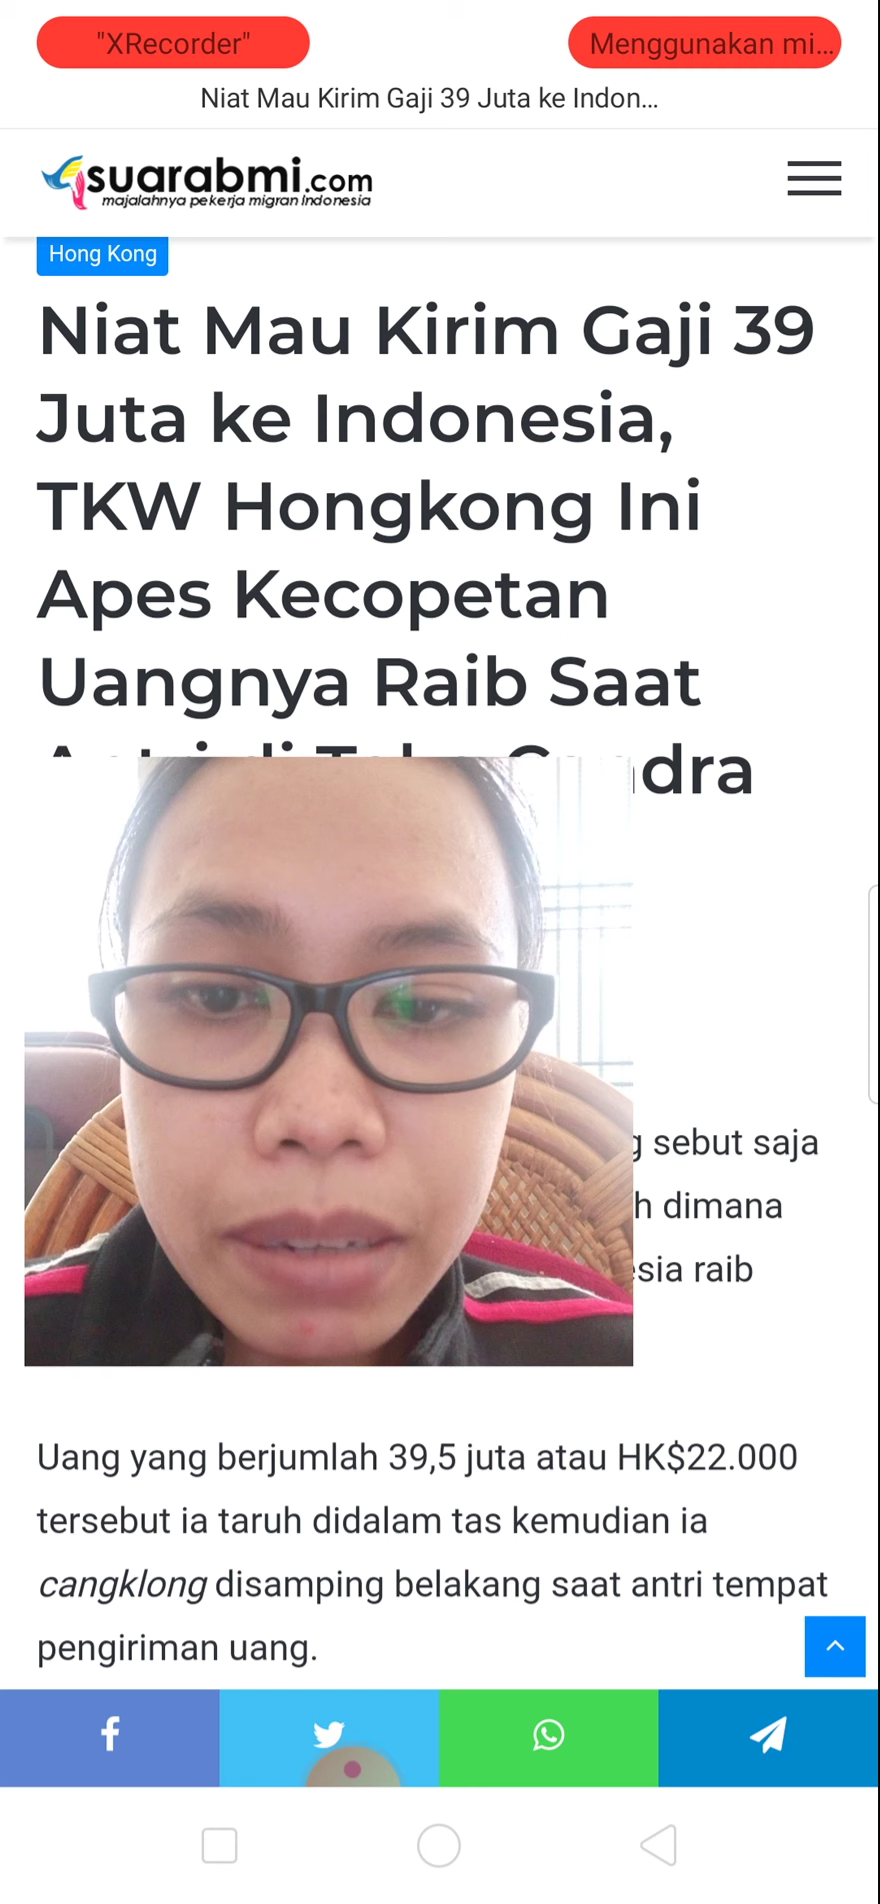 "XRecorder"
Menggunakan mi...
Niat Mau Kirim Gaji 39 Juta ke Indon...
suarabmi.com
majalahnya pekerja migran Indonesia
Hong Kong
Niat Mau Kirim Gaji 39
Juta ke Indonesia,
TKW Hongkong Ini
Apes Kecopetan
Uangnya Raib Saat
sebut saja
dimana
raib
Uang yang berjumlah 39,5 juta atau HK$22.000
tersebut ia taruh didalam tas kemudian ia
cangklong disamping belakang saat antri tempat
pengiriman uang.